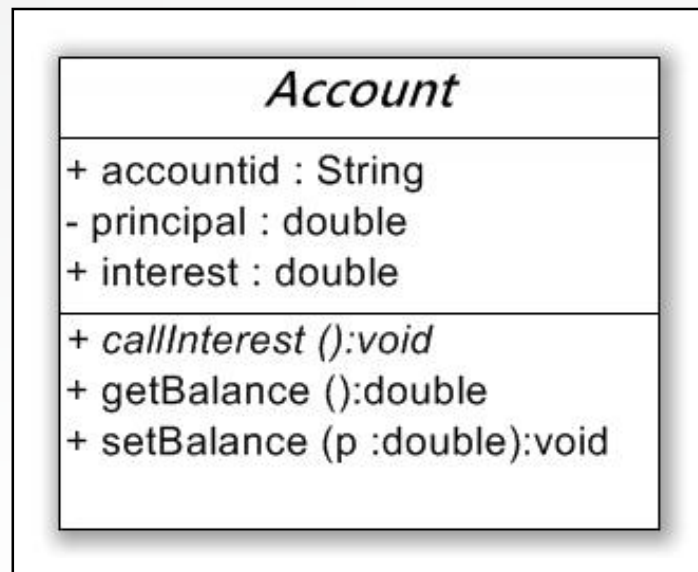 Account
+ accountid : String
- principal : double
+ interest : double
+ callInterest ():void
+ getBalance ():double
+ setBalance (p :double):void